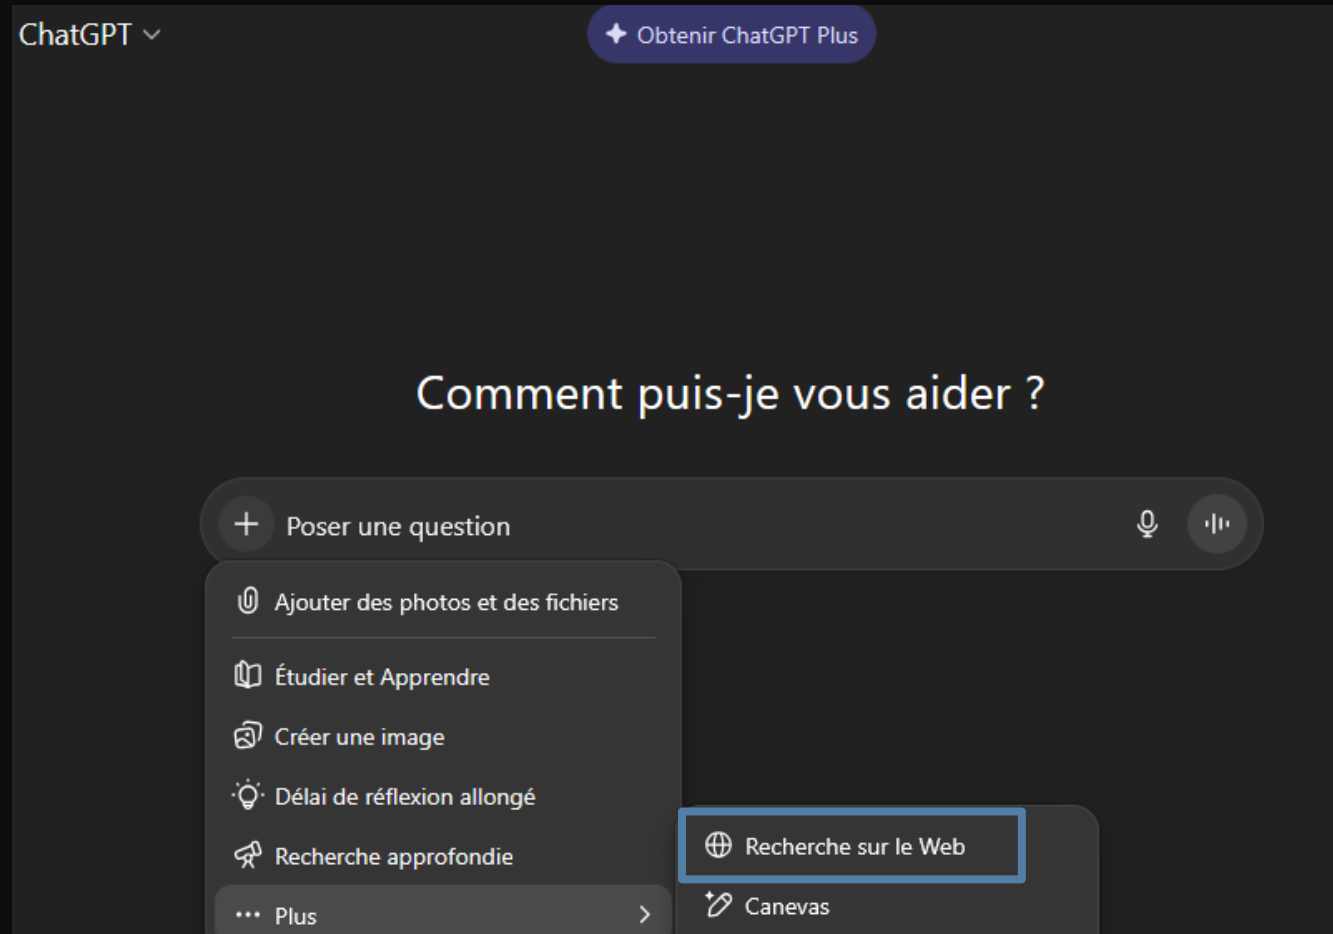 ChatGPT
Obtenir ChatGPT Plus
Comment puis-je vous aider ?
Poser une question
Ajouter des photos et des fichiers
Étudier et Apprendre
Créer une image
Délai de réflexion allongé
Recherche approfondie
Plus
Recherche sur le Web
Canevas